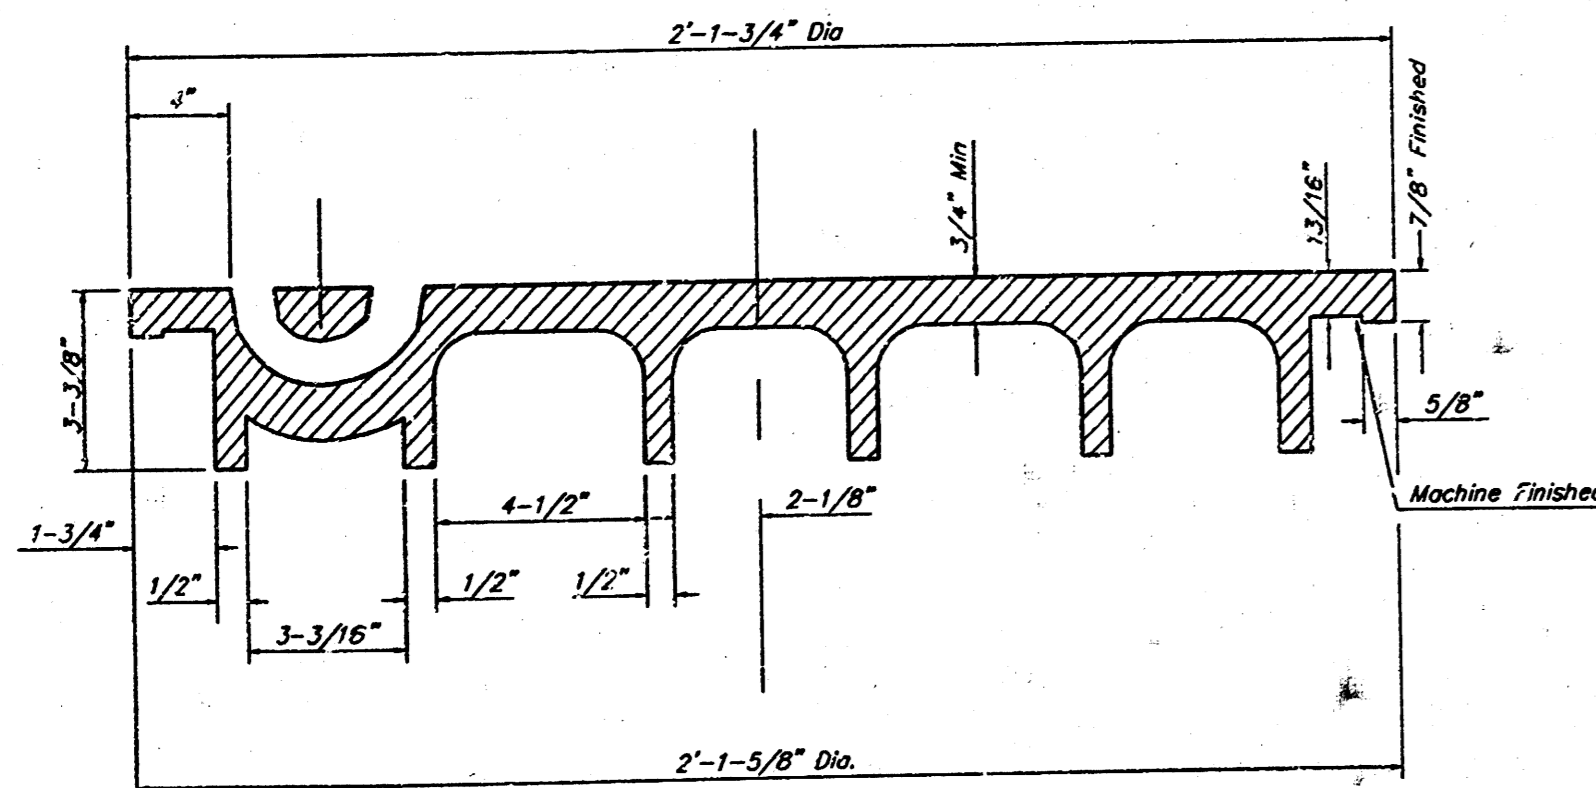 2'-1-3/4" Dia
7/8" Finished
3/4" Min
3-3/8"
5/8"
4-1/2"
2-1/8"
Machine Finished
1-3/4"
1/2"
1/2"
1/2"
3-3/16"
2'-1-5/8" Dia.